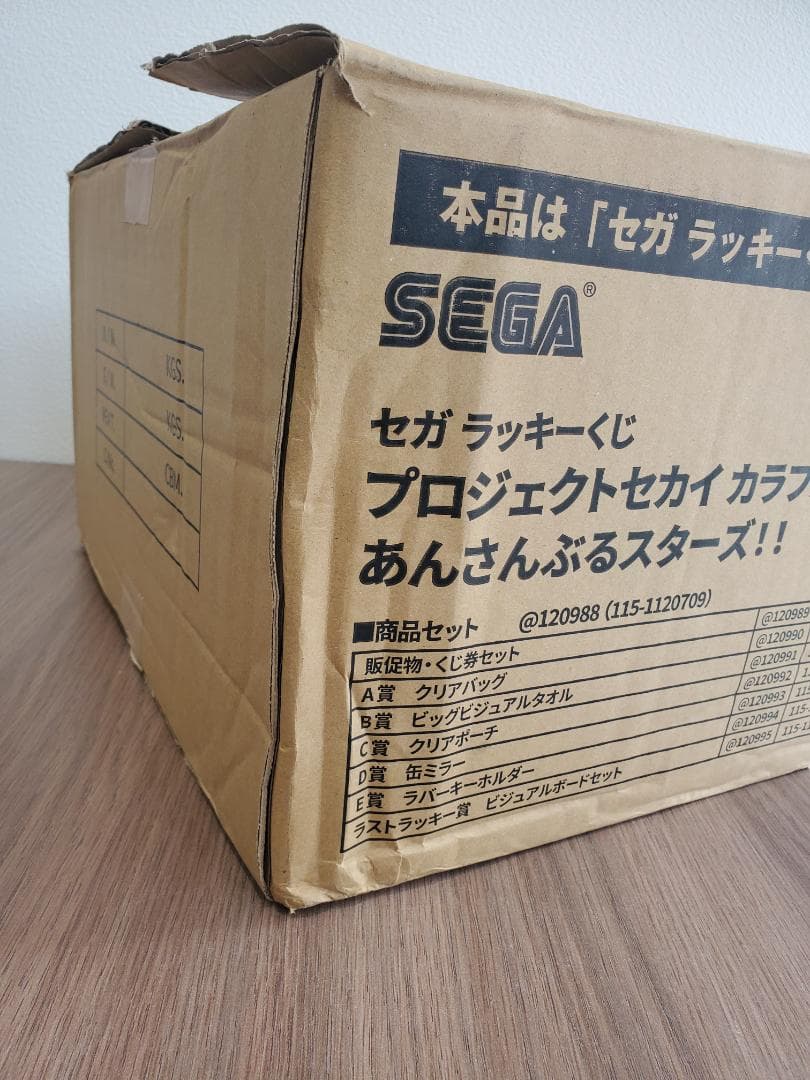 本品は「セガ ラッキーく
SEGA®
セガ ラッキーくじ
プロジェクトセカイ カラフ
あんさんぶるスターズ!!
■商品セット @120988 (115-1120709)
販促物・くじ券セット @120989
A賞 クリアバッグ @120990
B賞 ビッグビジュアルタオル @120991
C賞 クリアポーチ @120992
D賞 缶ミラー @120993 115-
E賞 ラバーキーホルダー @120994 115-
ラストラッキー賞 ビジュアルボードセット @120995 115-11
KGS.
KGS.
CBM.